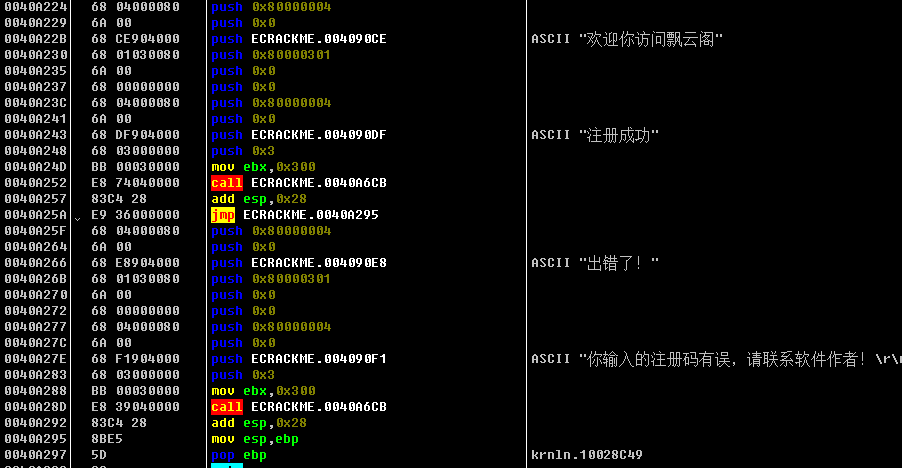 0040A224 68 04000080 push 0x80000004
0040A229 6A 00 push 0x0
0040A22B 68 CE904000 push ECRACKME.004090CE ASCII "欢迎你访问飘云阁"
0040A230 68 01030080 push 0x80000301
0040A235 6A 00 push 0x0
0040A237 68 00000000 push 0x0
0040A23C 68 04000080 push 0x80000004
0040A241 6A 00 push 0x0
0040A243 68 DF904000 push ECRACKME.004090DF ASCII "注册成功"
0040A248 68 03000000 push 0x3
0040A24D BB 00030000 mov ebx,0x300
0040A252 E8 74040000 call ECRACKME.0040A6CB
0040A257 83C4 28 add esp,0x28
0040A25A E9 36000000 jmp ECRACKME.0040A295
0040A25F 68 04000080 push 0x80000004
0040A264 6A 00 push 0x0
0040A266 68 E8904000 push ECRACKME.004090E8 ASCII "出错了！"
0040A26B 68 01030080 push 0x80000301
0040A270 6A 00 push 0x0
0040A272 68 00000000 push 0x0
0040A277 68 04000080 push 0x80000004
0040A27C 6A 00 push 0x0
0040A27E 68 F1904000 push ECRACKME.004090F1 ASCII "你输入的注册码有误，请联系软件作者！\r\
0040A283 68 03000000 push 0x3
0040A288 BB 00030000 mov ebx,0x300
0040A28D E8 39040000 call ECRACKME.0040A6CB
0040A292 83C4 28 add esp,0x28
0040A295 8BE5 mov esp,ebp
0040A297 5D pop ebp krnln.10028C49